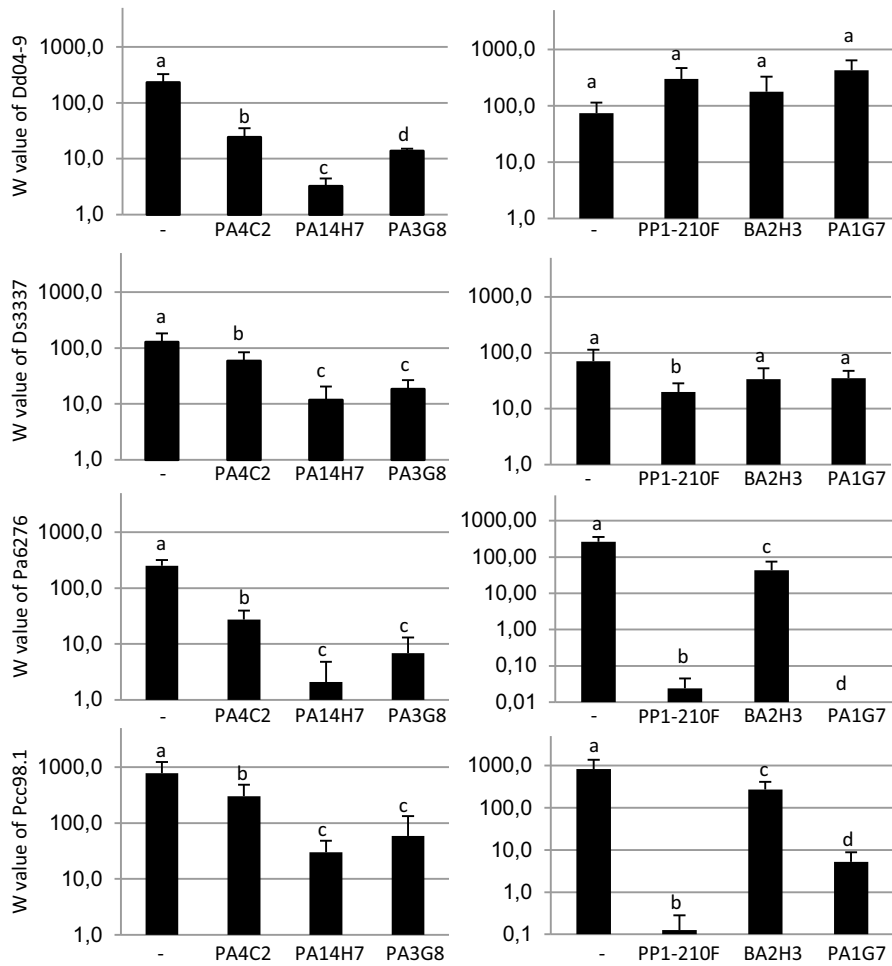 W value of Dd04-9
1000,0
100,0
10,0
1,0
a
b
c
d
-
PA4C2
PA14H7
PA3G8
1000,0
100,0
10,0
1,0
a
a
a
a
-
PP1-210F
BA2H3
PA1G7
W value of Ds3337
1000,0
100,0
10,0
1,0
a
b
c
c
-
PA4C2
PA14H7
PA3G8
1000,0
100,0
10,0
1,0
a
b
a
a
-
PP1-210F
BA2H3
PA1G7
W value of Pa6276
1000,0
100,0
10,0
1,0
a
b
c
c
-
PA4C2
PA14H7
PA3G8
1000,00
100,00
10,00
1,00
0,10
0,01
a
b
c
d
-
PP1-210F
BA2H3
PA1G7
W value of Pcc98.1
1000,0
100,0
10,0
1,0
a
b
c
c
-
PA4C2
PA14H7
PA3G8
1000,0
100,0
10,0
1,0
0,1
a
b
c
d
-
PP1-210F
BA2H3
PA1G7